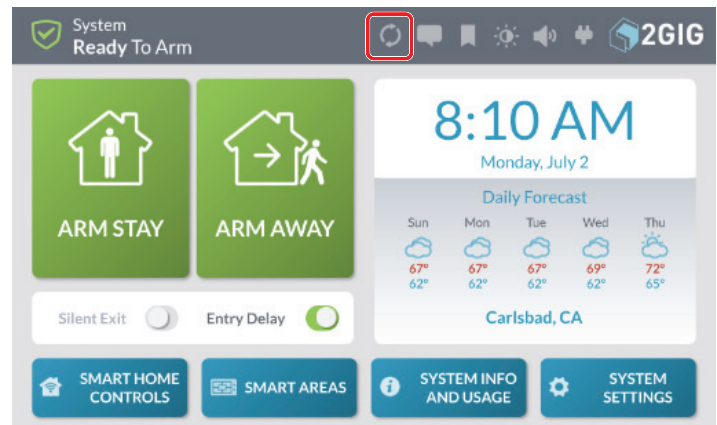 System
Ready To Arm
2GIG
ARM STAY
ARM AWAY
Silent Exit
Entry Delay
8:10 AM
Monday, July 2
Daily Forecast
Sun Mon Tue Wed Thu
67° 67° 67° 69° 72°
62° 62° 62° 62° 65°
Carlsbad, CA
SMART HOME
CONTROLS
SMART AREAS
SYSTEM INFO
AND USAGE
SYSTEM
SETTINGS